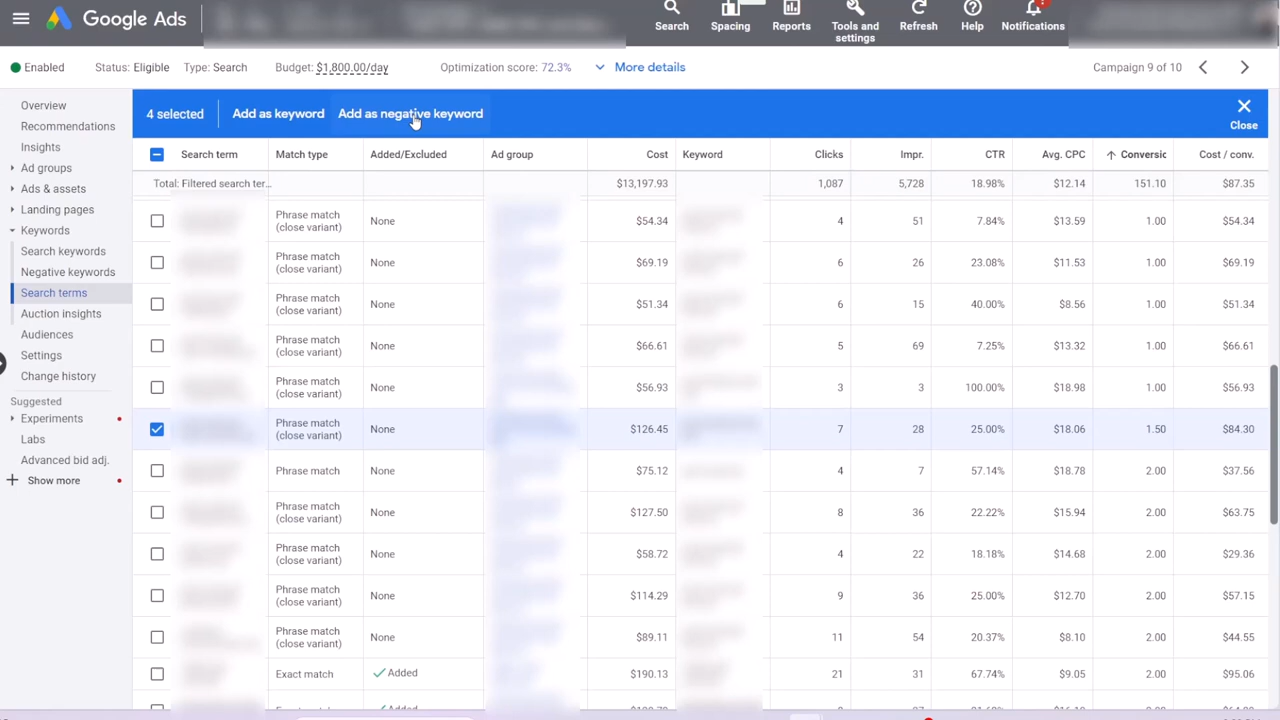 Google Ads
Search
Spacing
Reports
Tools and
settings
Refresh
Help
Notifications
Enabled
Status: Eligible
Type: Search
Budget: $1,800.00/day
Optimization score: 72.3%
More details
Campaign 9 of 10
Overview
Recommendations
Insights
Ad groups
Ads & assets
Landing pages
Keywords
Search keywords
Negative keywords
Search terms
Auction insights
Audiences
Settings
Change history
Suggested
Experiments
Labs
Advanced bid adj.
Show more
4 selected
Add as keyword
Add as negative keyword
Close
Search term Match type Added/Excluded Ad group Cost Keyword Clicks Impr. CTR Avg. CPC Conversic Cost / conv.
Total: Filtered search ter... $13,197.93 1,087 5,728 18.98% $12.14 151.10 $87.35
Phrase match
(close variant) None $54.34 4 51 7.84% $13.59 1.00 $54.34
Phrase match
(close variant) None $69.19 6 26 23.08% $11.53 1.00 $69.19
Phrase match
(close variant) None $51.34 6 15 40.00% $8.56 1.00 $51.34
Phrase match
(close variant) None $66.61 5 69 7.25% $13.32 1.00 $66.61
Phrase match
(close variant) None $56.93 3 3 100.00% $18.98 1.00 $56.93
Phrase match
(close variant) None $126.45 7 28 25.00% $18.06 1.50 $84.30
Phrase match None $75.12 4 7 57.14% $18.78 2.00 $37.56
Phrase match
(close variant) None $127.50 8 36 22.22% $15.94 2.00 $63.75
Phrase match
(close variant) None $58.72 4 22 18.18% $14.68 2.00 $29.36
Phrase match
(close variant) None $114.29 9 36 25.00% $12.70 2.00 $57.15
Phrase match
(close variant) None $89.11 11 54 20.37% $8.10 2.00 $44.55
Exact match Added $190.13 21 31 67.74% $9.05 2.00 $95.06